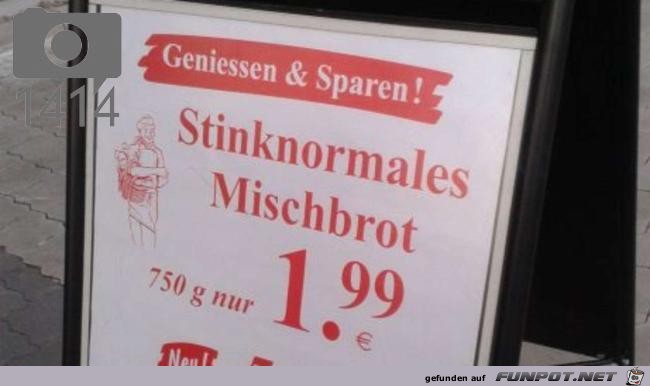 1414
Geniessen & Sparen!
Stinknormales
Mischbrot
750 g nur 1.99
€
Neu!
gefunden auf FUNPOT.NET